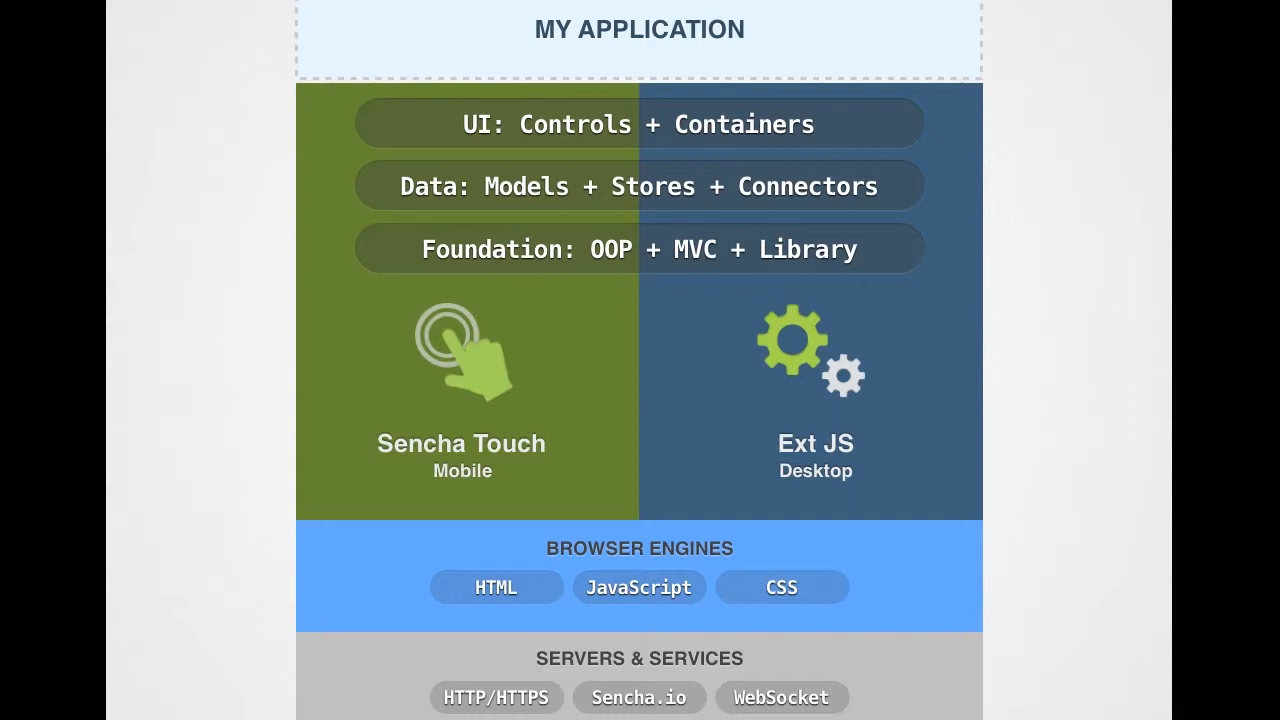 MY APPLICATION
UI: Controls + Containers
Data: Models + Stores + Connectors
Foundation: OOP + MVC + Library
Sencha Touch
Mobile
Ext JS
Desktop
BROWSER ENGINES
HTML
JavaScript
CSS
SERVERS & SERVICES
HTTP/HTTPS
Sencha.io
WebSocket